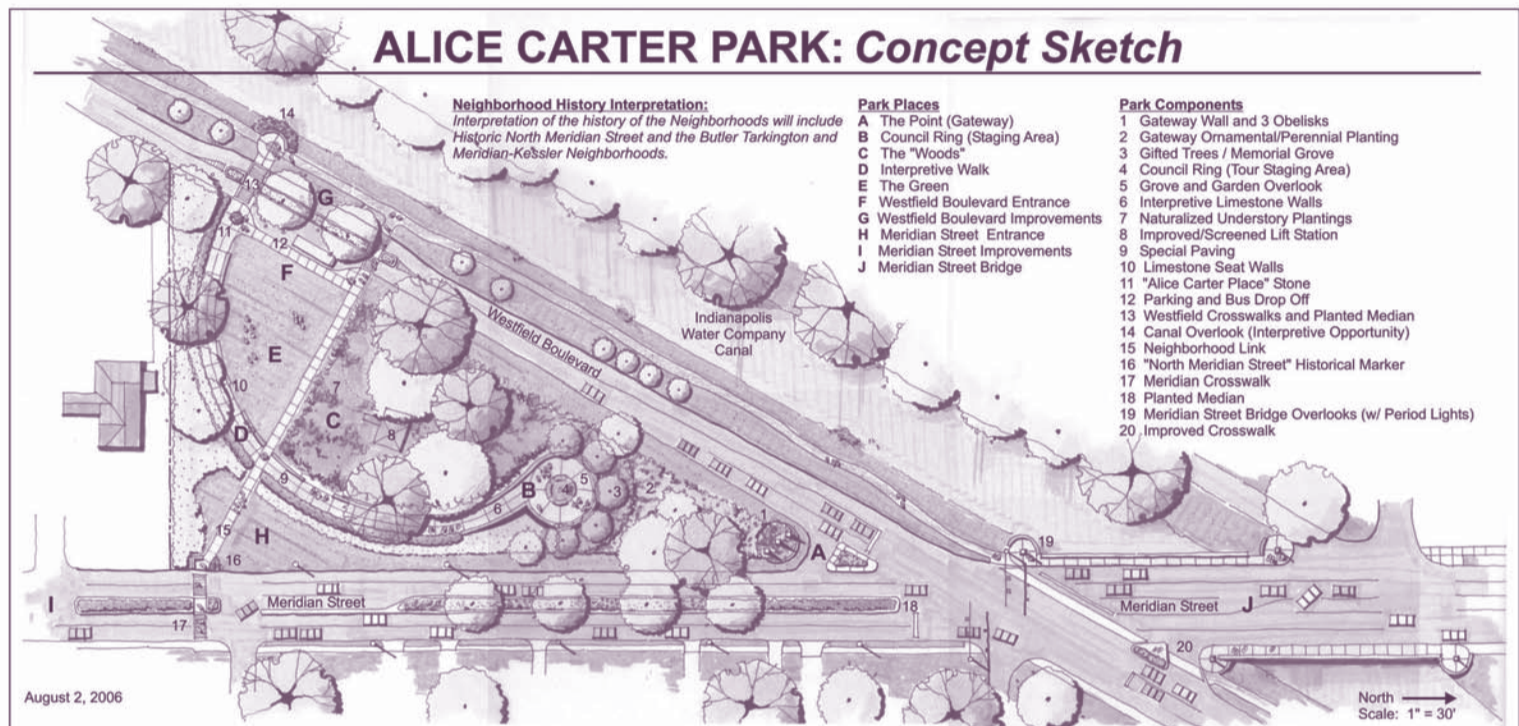 ALICE CARTER PARK: Concept Sketch
Neighborhood History Interpretation:
Interpretation of the history of the Neighborhoods will include
Historic North Meridian Street and the Butler Tarkington and
Meridian-Kessler Neighborhoods.
Park Places
A The Point (Gateway)
B Council Ring (Staging Area)
C The "Woods"
D Interpretive Walk
E The Green
F Westfield Boulevard Entrance
G Westfield Boulevard Improvements
H Meridian Street Entrance
I Meridian Street Improvements
J Meridian Street Bridge
Park Components
1 Gateway Wall and 3 Obelisks
2 Gateway Ornamental/Perennial Planting
3 Gifted Trees / Memorial Grove
4 Council Ring (Tour Staging Area)
5 Grove and Garden Overlook
6 Interpretive Limestone Walls
7 Naturalized Understory Plantings
8 Improved/Screened Lift Station
9 Special Paving
10 Limestone Seat Walls
11 "Alice Carter Place" Stone
12 Parking and Bus Drop Off
13 Westfield Crosswalks and Planted Median
14 Canal Overlook (Interpretive Opportunity)
15 Neighborhood Link
16 "North Meridian Street" Historical Marker
17 Meridian Crosswalk
18 Planted Median
19 Meridian Street Bridge Overlooks (w/ Period Lights)
20 Improved Crosswalk
14
13
G
11
12
F
Westfield Boulevard
Indianapolis
Water Company
Canal
E
7
10
C
8
D
9
B
4
5
3
2
6
1
A
15
H
16
19
I
Meridian Street
18
Meridian Street
J
17
20
August 2, 2006
North
Scale: 1" = 30'